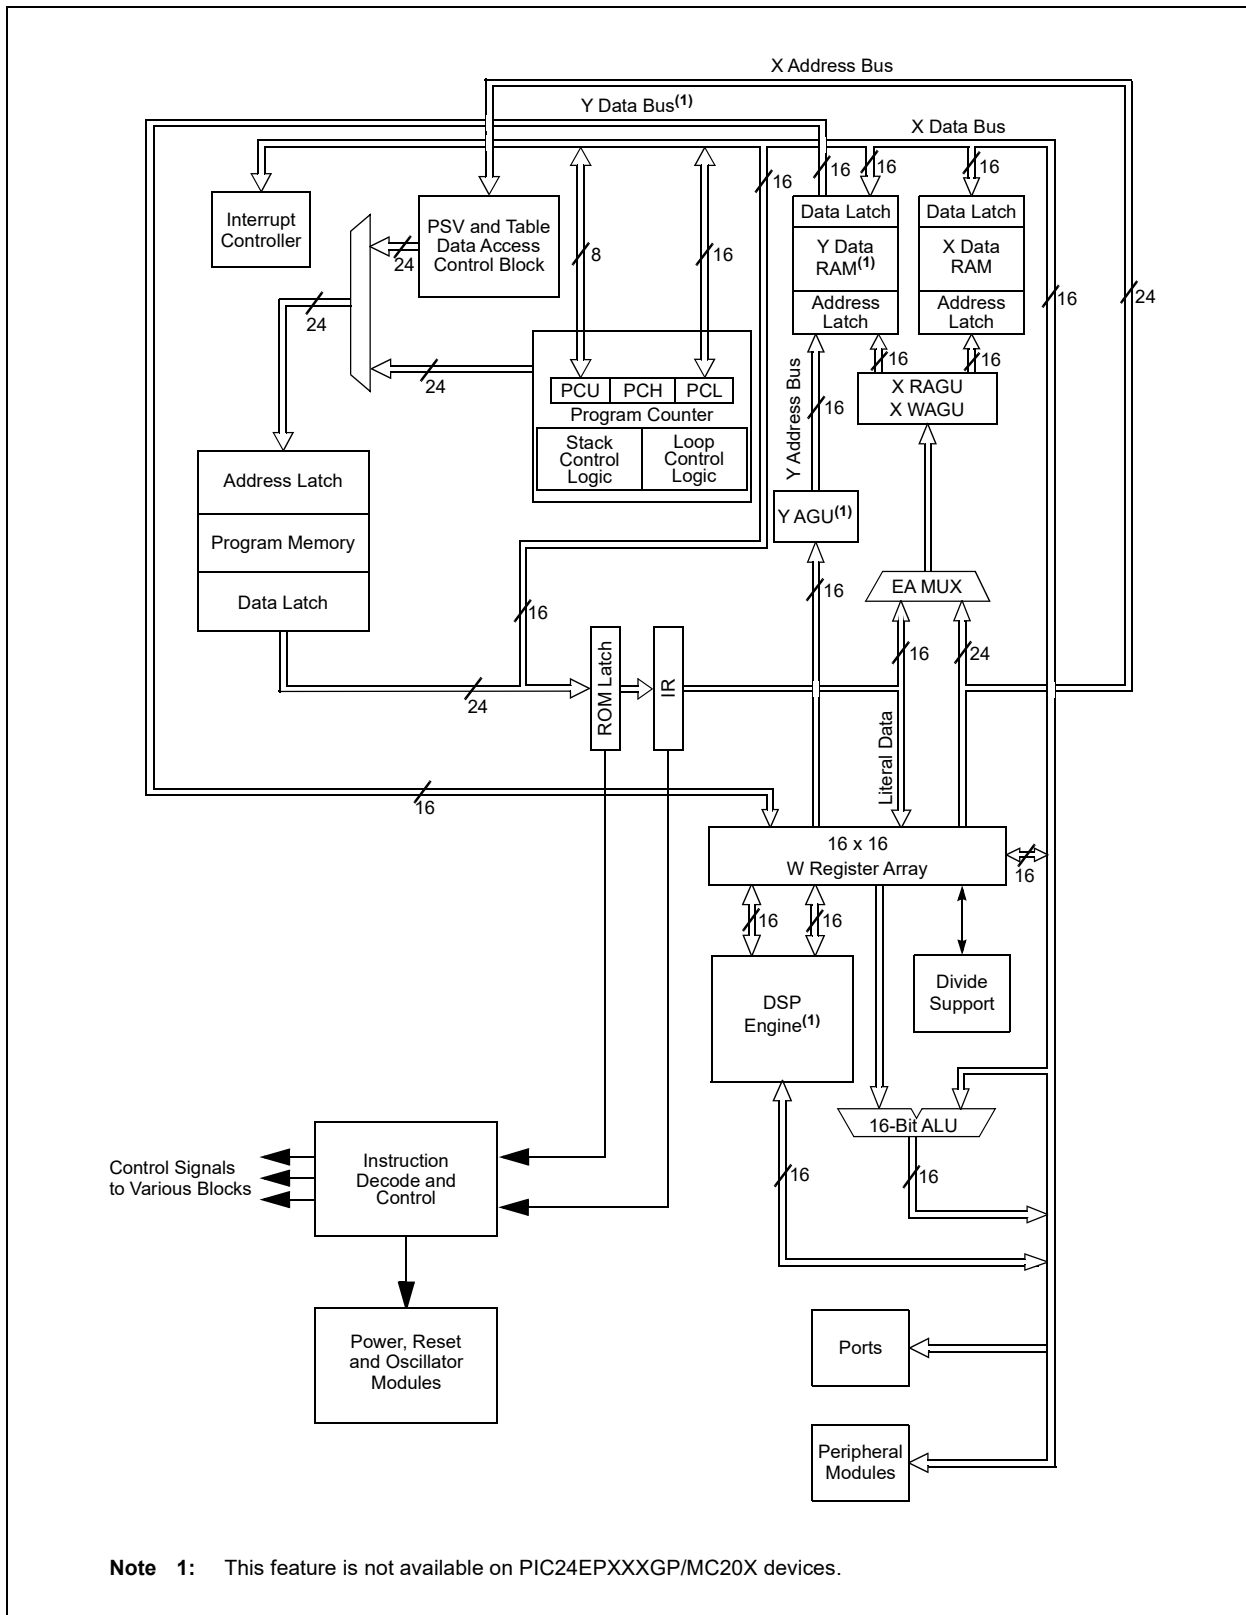 X Address Bus
Y Data Bus(1)
X Data Bus
16
16
16
16
Interrupt
Controller
PSV and Table
Data Access
Control Block
Data Latch
Y Data
RAM(1)
Address
Latch
Data Latch
X Data
RAM
Address
Latch
24
8
16
16
24
24
24
16
16
PCU
PCH
PCL
Program Counter
Stack
Control
Logic
Loop
Control
Logic
X RAGU
X WAGU
Y Address Bus
16
Address Latch
Program Memory
Data Latch
Y AGU(1)
EA MUX
16
16
16
24
24
ROM Latch
IR
Literal Data
16
16 x 16
W Register Array
16
16
16
DSP
Engine(1)
Divide
Support
16-Bit ALU
16
16
Control Signals
to Various Blocks
Instruction
Decode and
Control
Power, Reset
and Oscillator
Modules
Ports
Peripheral
Modules
Note 1: This feature is not available on PIC24EPXXXGP/MC20X devices.